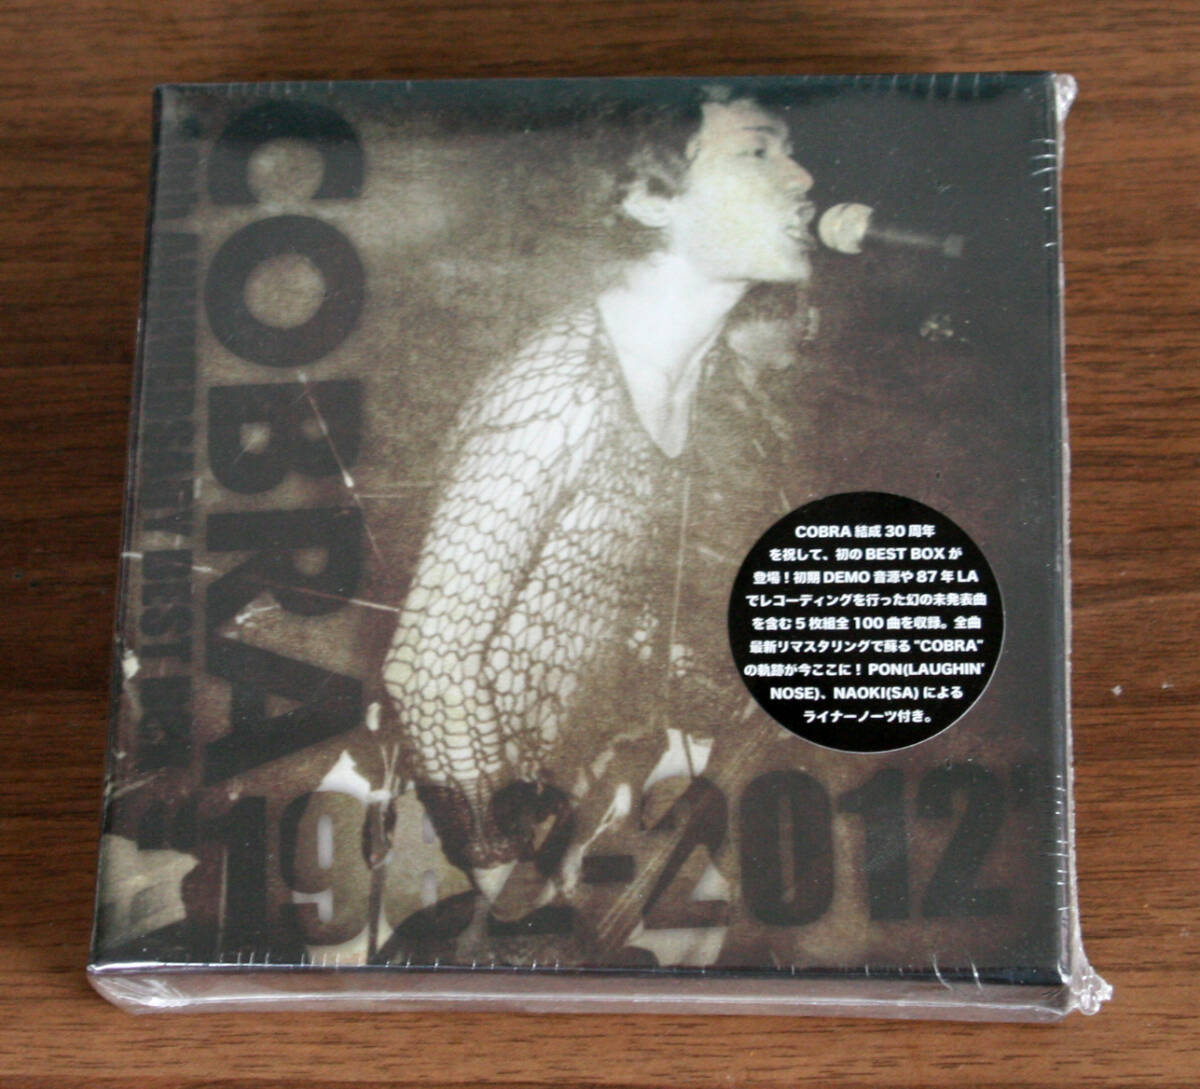 COBRA
"1982-2012"
COBRA 結成 30 周年
を祝して、初の BEST BOX が
登場！初期 DEMO 音源や 87 年 LA
でレコーディングを行った幻の未発表曲
を含む 5 枚組全 100 曲を収録。全曲
最新リマスタリングで蘇る "COBRA"
の軌跡が今ここに！ PON(LAUGHIN'
NOSE)、NAOKI(SA) による
ライナーノーツ付き。